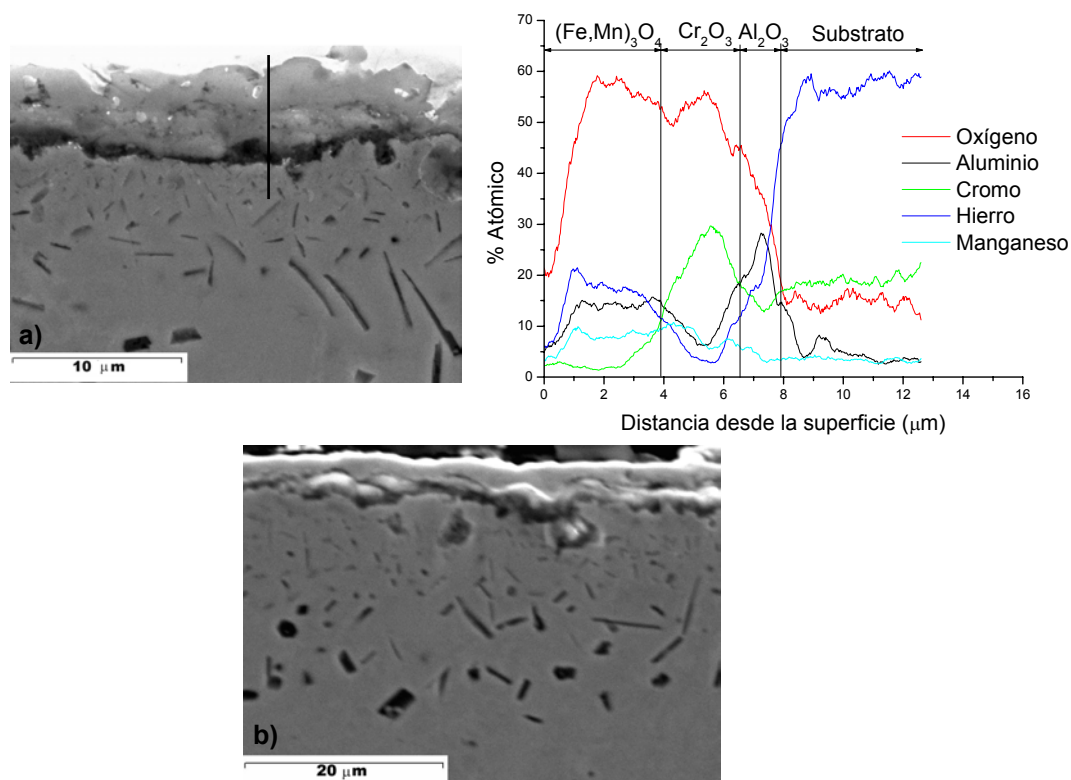 a)
10 µm
(Fe,Mn)₃O₄ Cr₂O₃ Al₂O₃ Substrato
60
50
40
30
20
10
0
% Atómico
0 2 4 6 8 10 12 14 16
Distancia desde la superficie (µm)
Oxígeno
Aluminio
Cromo
Hierro
Manganeso
b)
20 µm